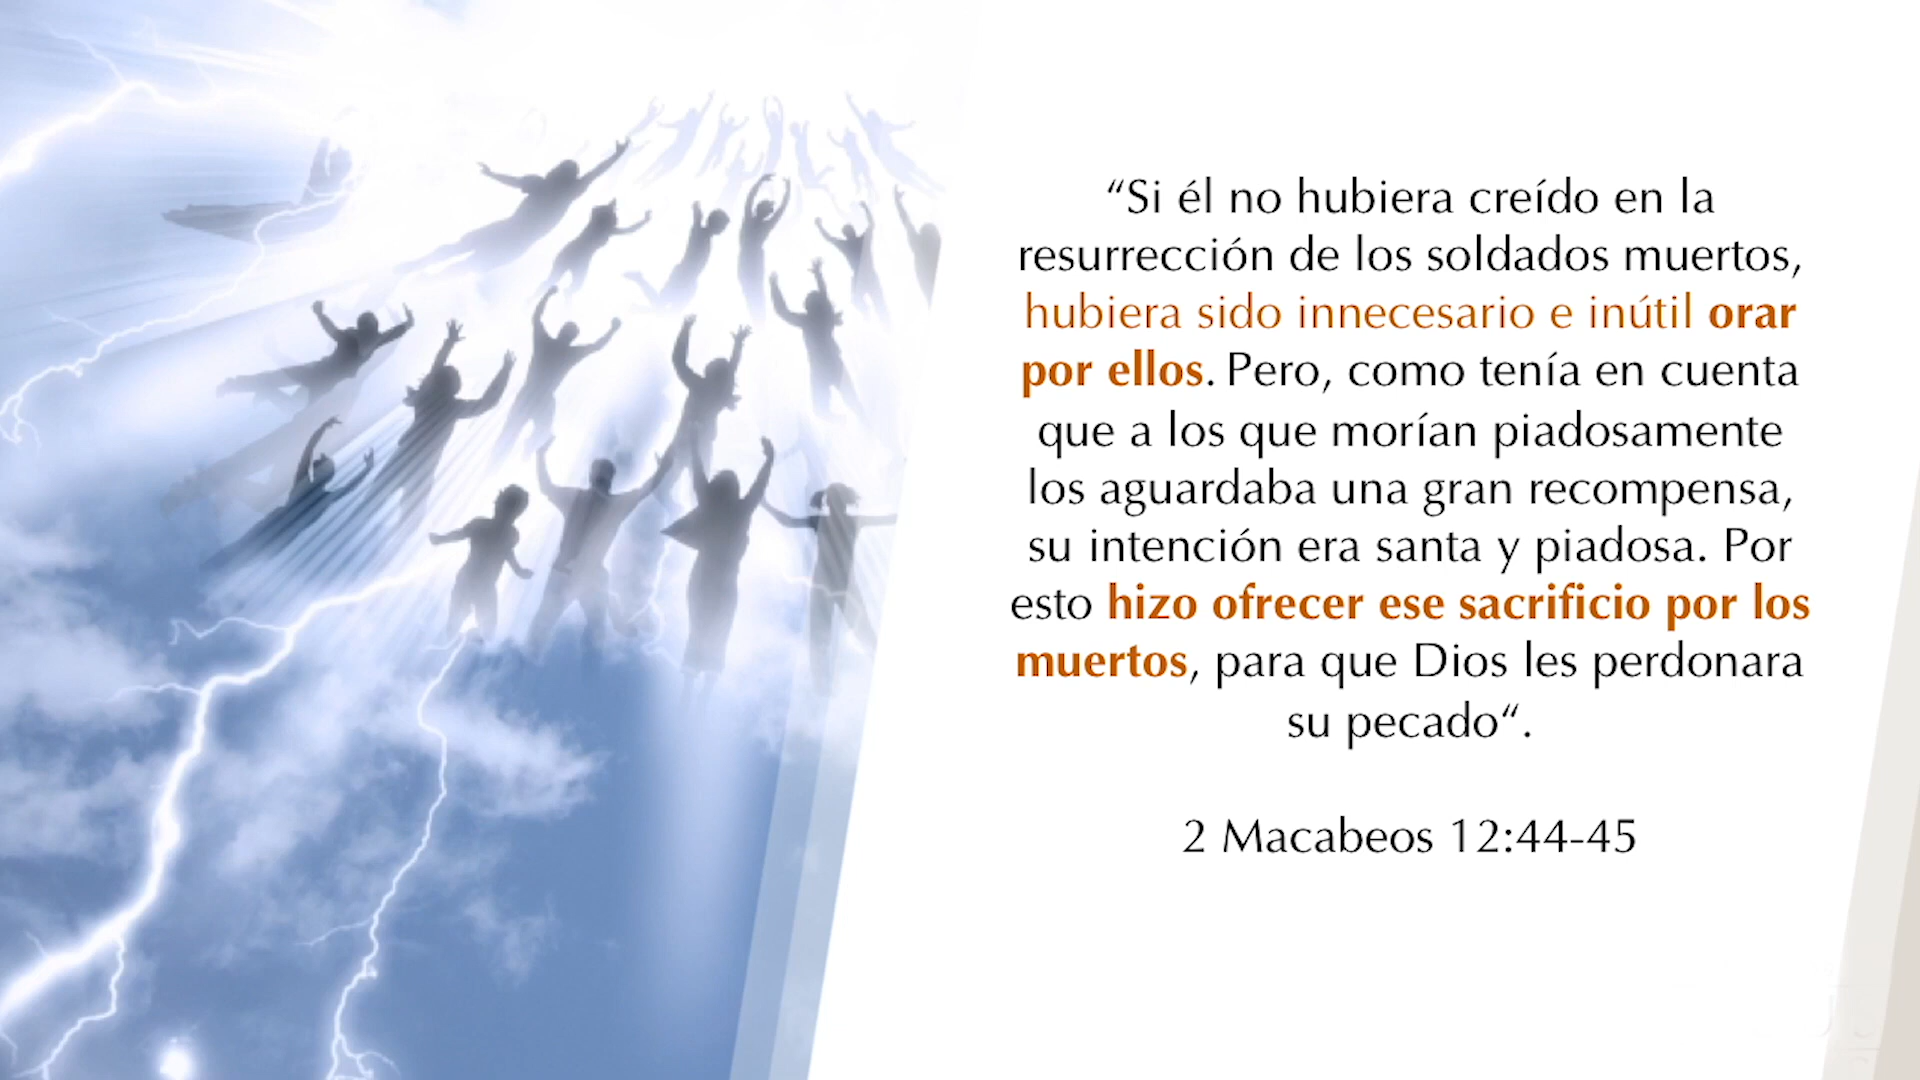 “Si él no hubiera creído en la
resurrección de los soldados muertos,
hubiera sido innecesario e inútil orar
por ellos. Pero, como tenía en cuenta
que a los que morían piadosamente
los aguardaba una gran recompensa,
su intención era santa y piadosa. Por
esto hizo ofrecer ese sacrificio por los
muertos, para que Dios les perdonara
su pecado“.
2 Macabeos 12:44-45